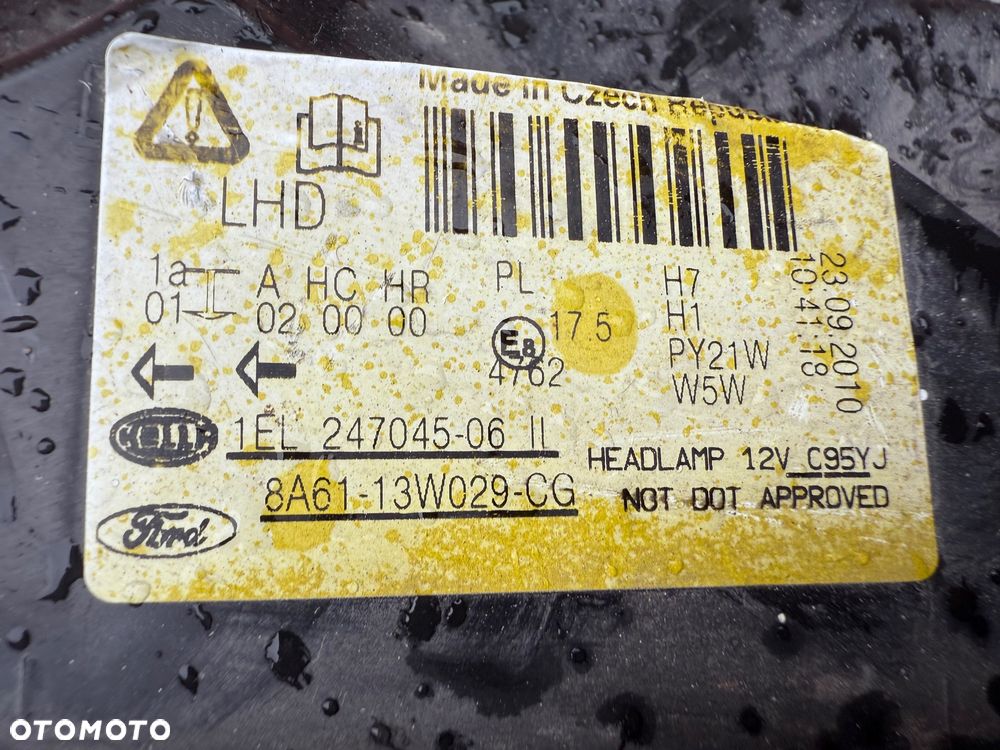 Made in Czech Repub
LHD
1a A HC HR PL
01 02 00 00
E8
17.5
4762
H7
H1
PY21W
W5W
23 09 2010
10:41:18
HELLA
1EL 247045-06 II
8A61-13W029-CG
Ford
HEADLAMP 12V C95YJ
NOT DOT APPROVED
OTOMOTO